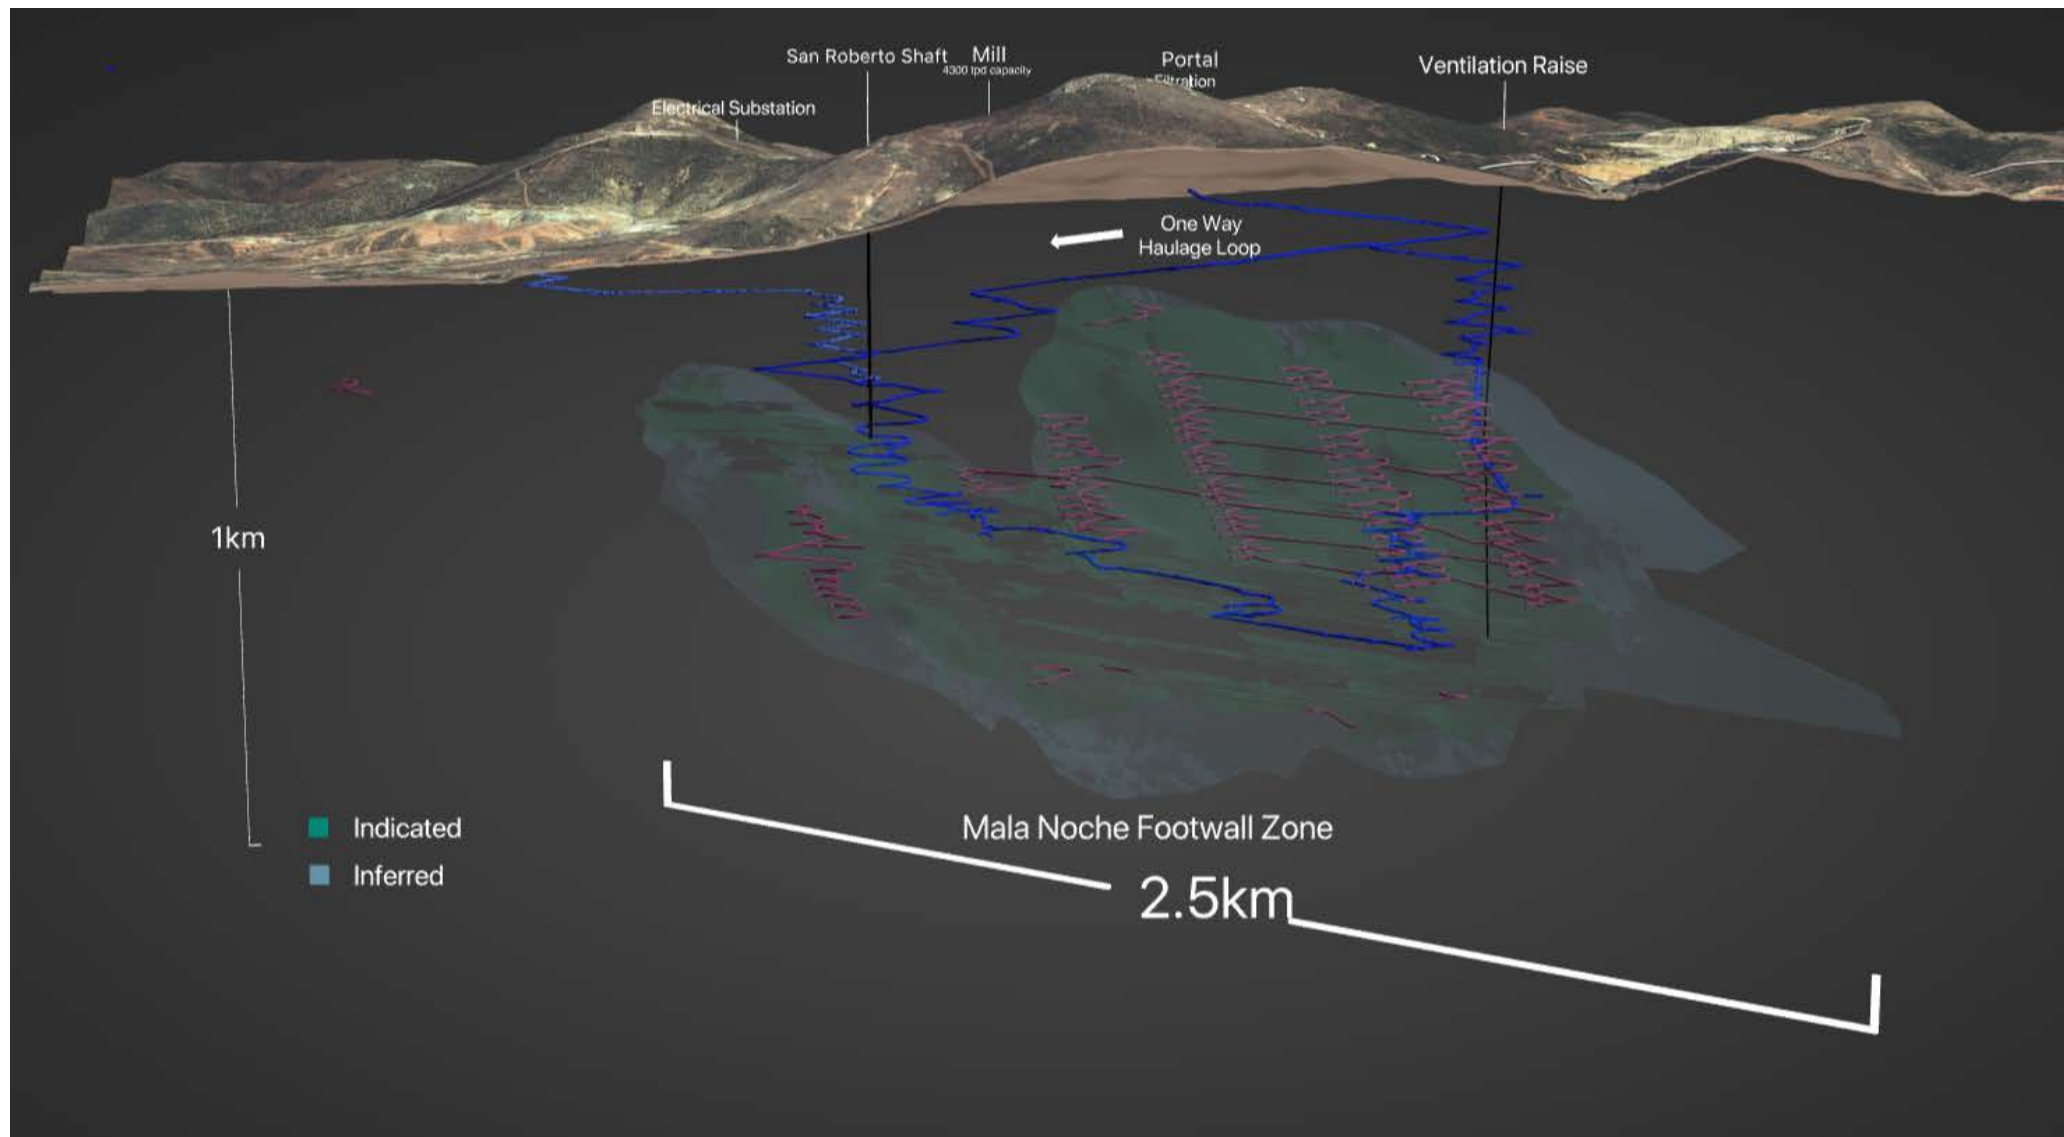 San Roberto Shaft
Mill
4300 tpd capacity
Portal
Filtration
Ventilation Raise
Electrical Substation
One Way
Haulage Loop
1km
Indicated
Inferred
Mala Noche Footwall Zone
2.5km